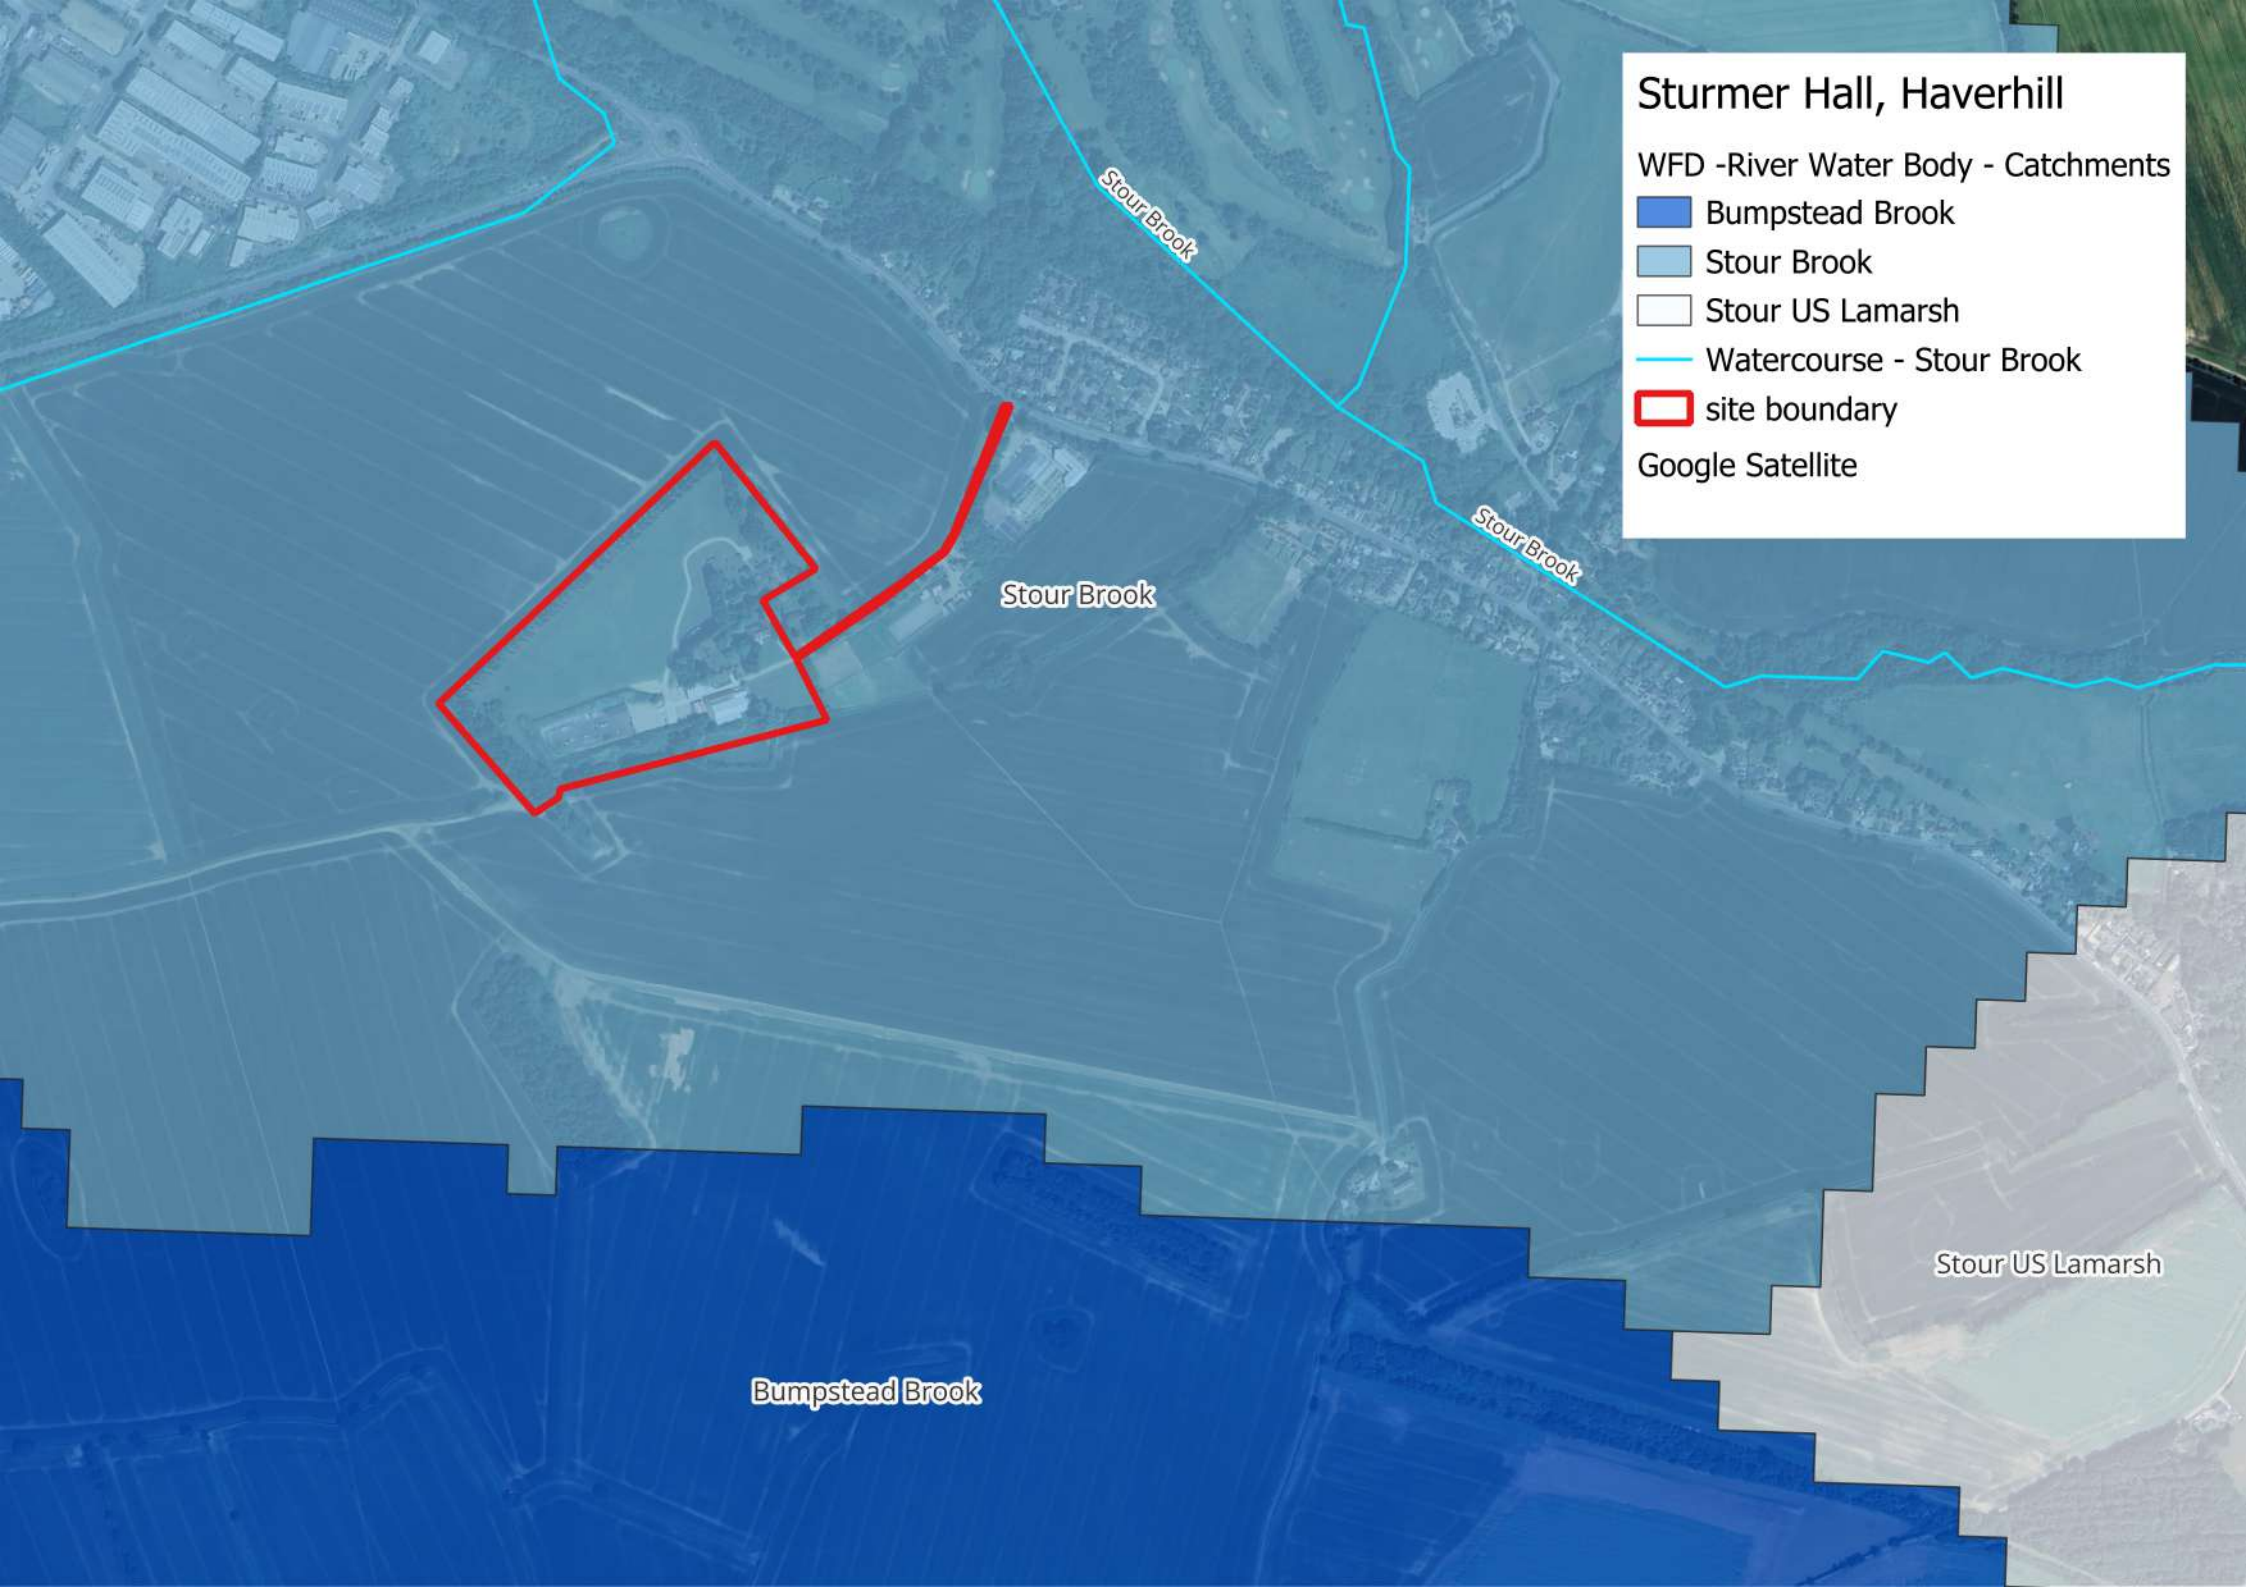 Sturmer Hall, Haverhill
WFD -River Water Body - Catchments
Bumpstead Brook
Stour Brook
Stour US Lamarsh
Watercourse - Stour Brook
site boundary
Google Satellite
Stour Brook
Stour Brook
Stour Brook
Stour US Lamarsh
Bumpstead Brook